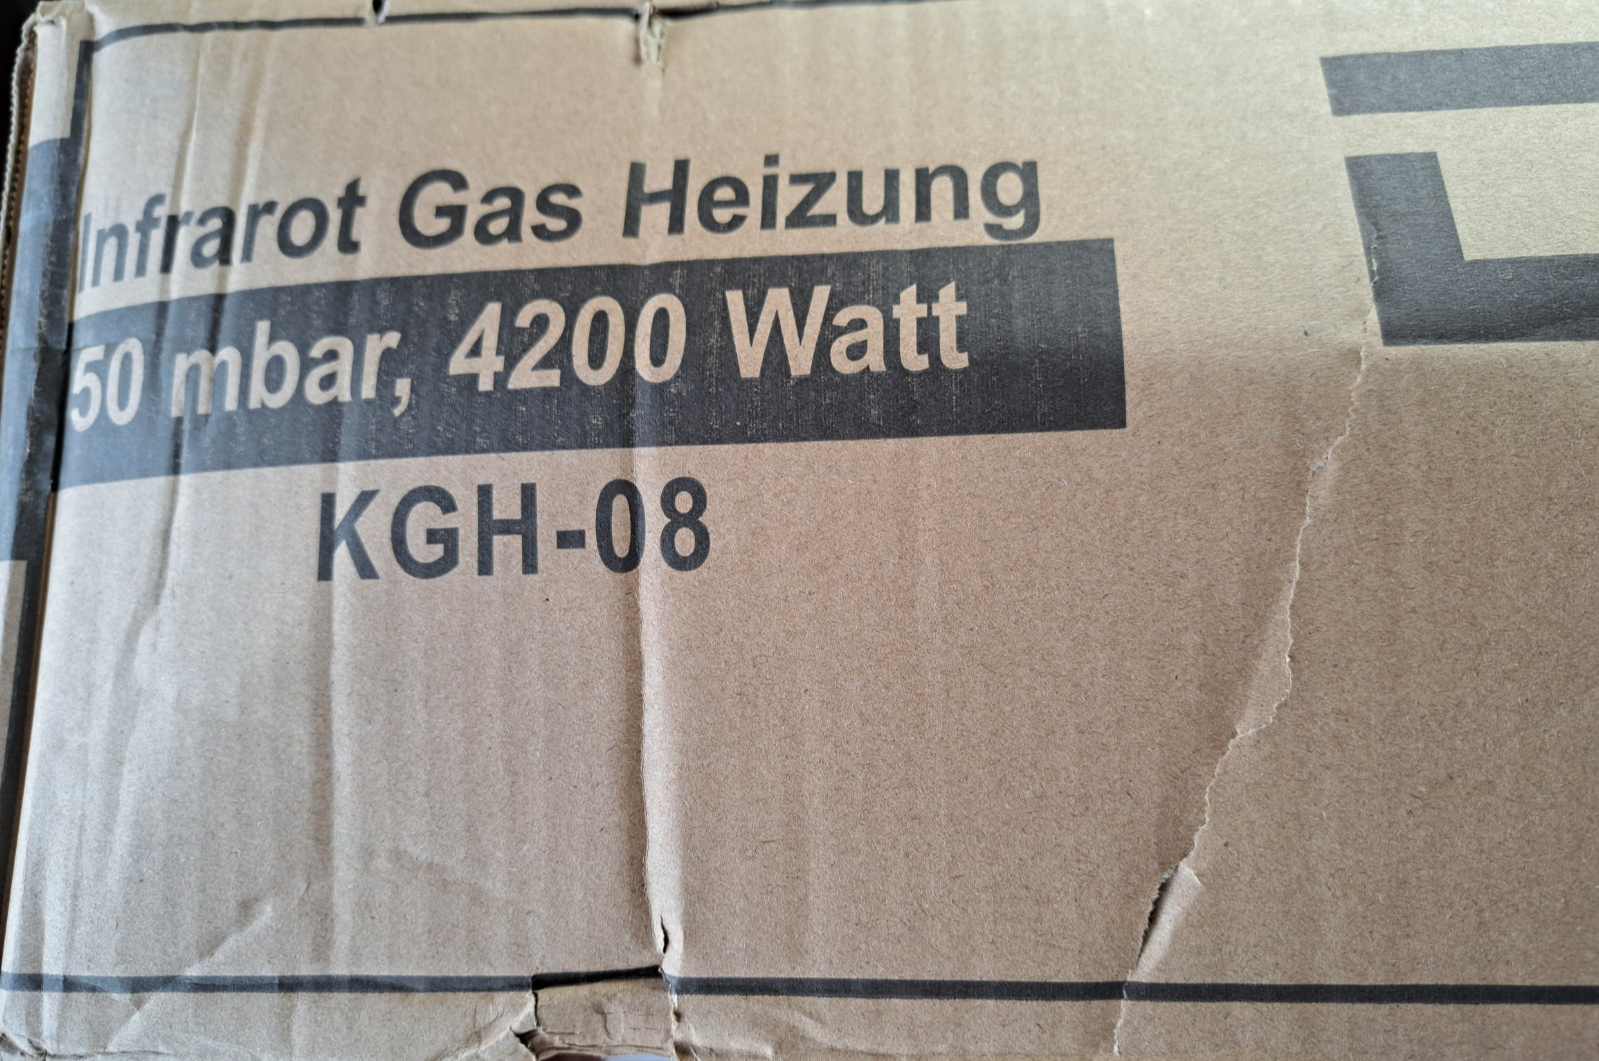 Infrarot Gas Heizung
50 mbar, 4200 Watt
KGH-08